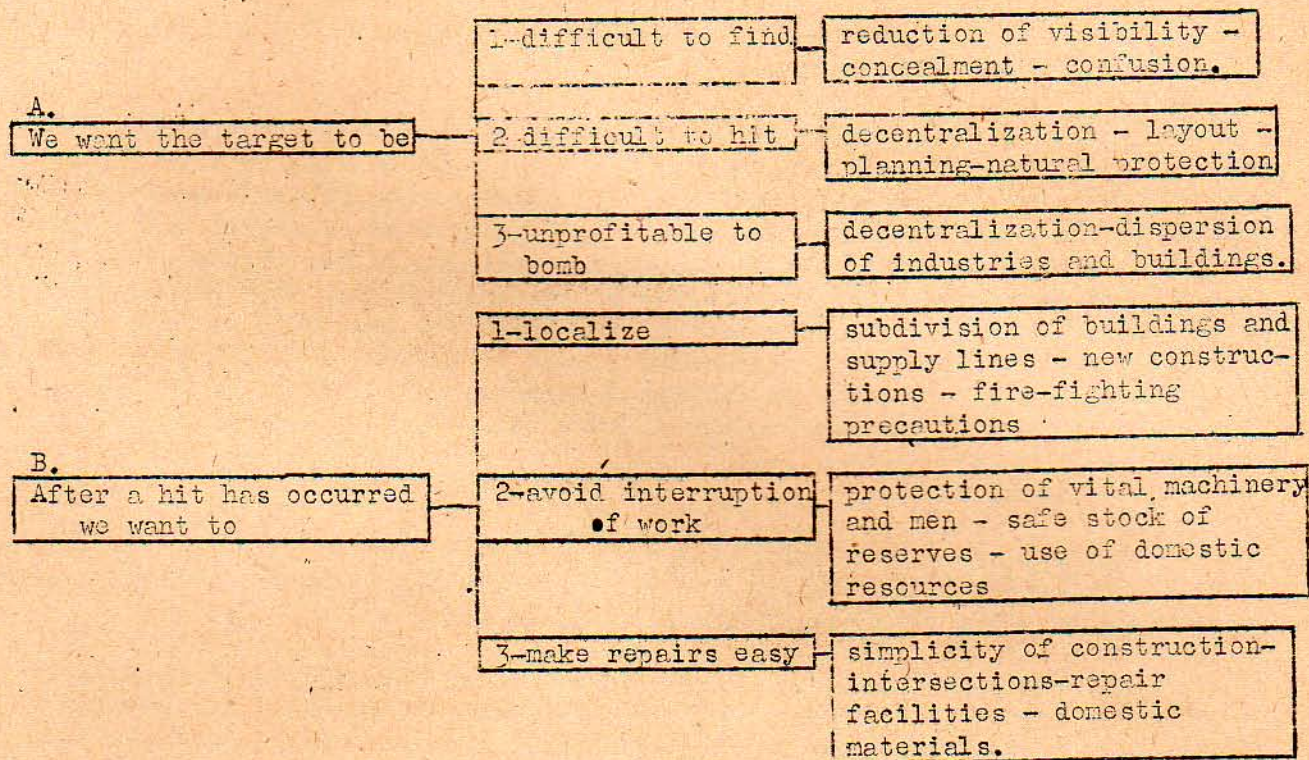 A.
We want the target to be
1-difficult to find
reduction of visibility -
concealment - confusion.
2-difficult to hit
decentralization - layout -
planning-natural protection
3-unprofitable to
bomb
decentralization-dispersion
of industries and buildings.
B.
After a hit has occurred
we want to
1-localize
subdivision of buildings and
supply lines - new construc-
tions - fire-fighting
precautions
2-avoid interruption
of work
protection of vital machinery
and men - safe stock of
reserves - use of domestic
resources
3-make repairs easy
simplicity of construction-
intersections-repair
facilities - domestic
materials.